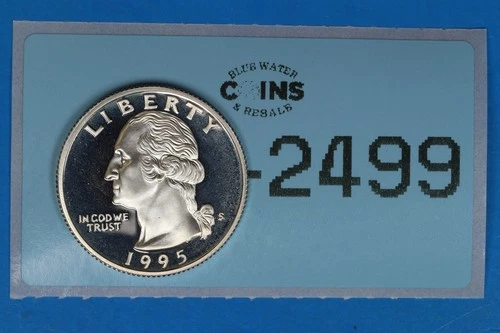 LIBERTY
IN GOD WE
TRUST
S
1995
BLUE WATER
COINS
& RESALE
-2499